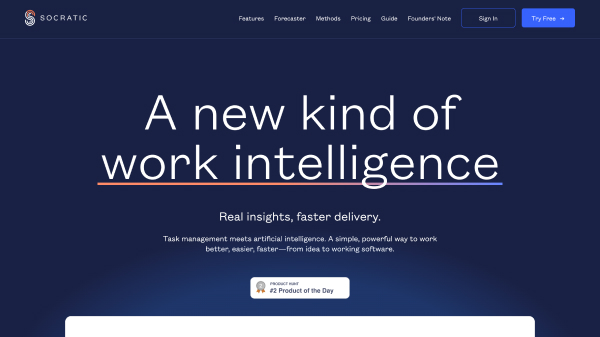 SOCRATIC
Features Forecaster Methods Pricing Guide Founders' Note Sign In Try Free →
A new kind of
work intelligence
Real insights, faster delivery.
Task management meets artificial intelligence. A simple, powerful way to work
better, easier, faster—from idea to working software.
PRODUCT HUNT
#2 Product of the Day